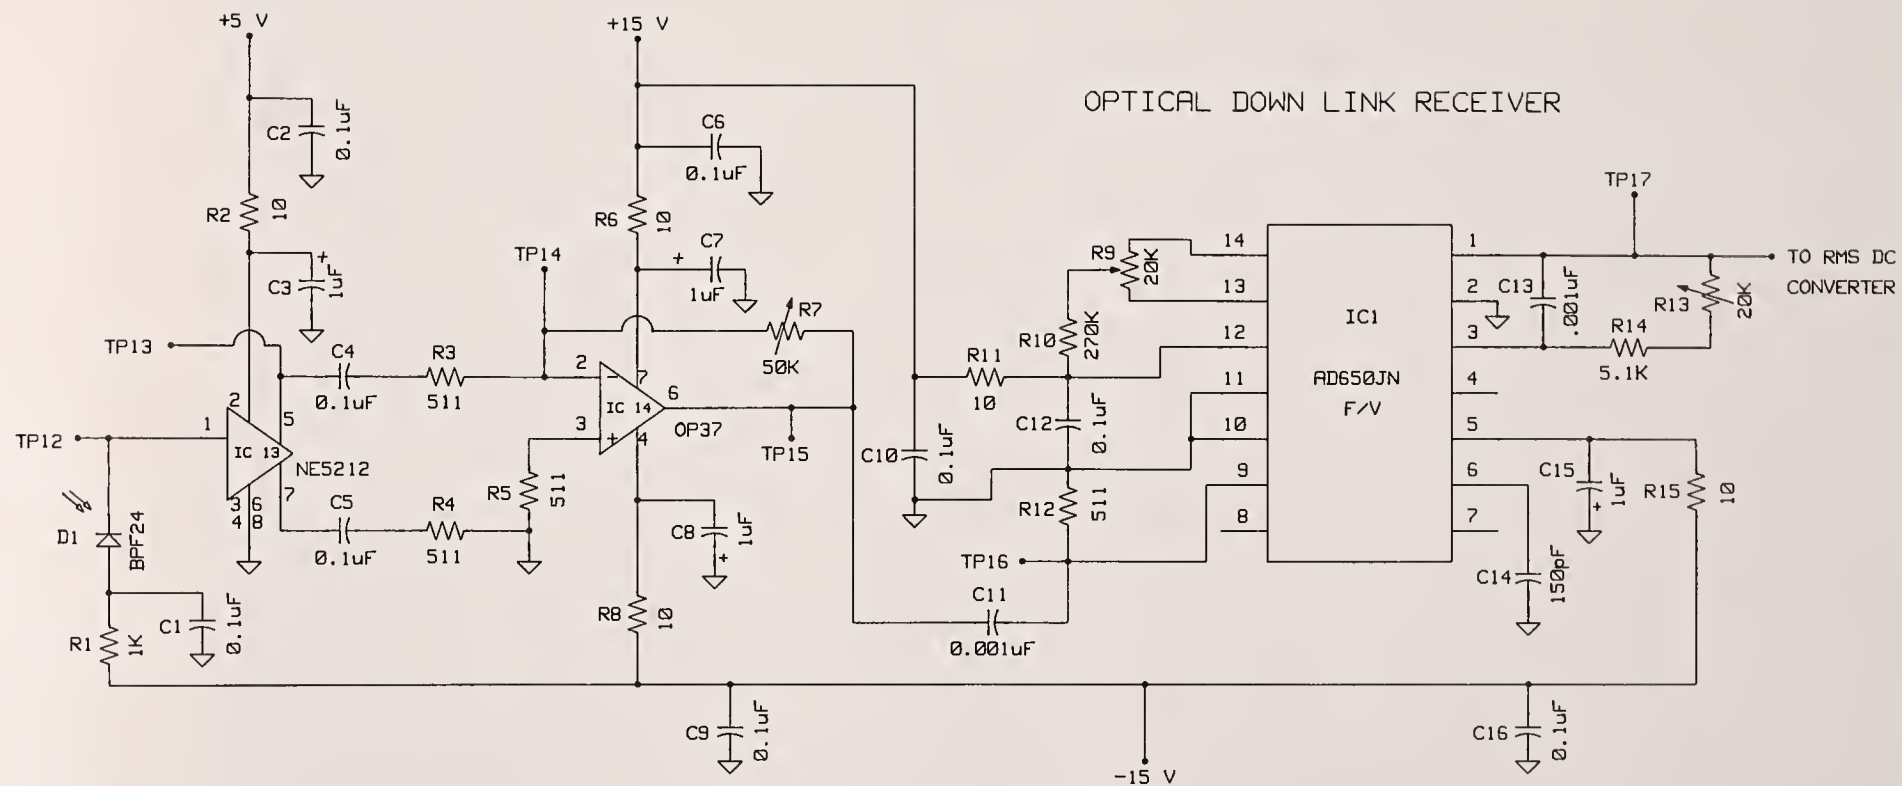 +5 V
+15 V
OPTICAL DOWN LINK RECEIVER
C2
0.1uF
R2
10
C3
+
1uF
TP13
C4
0.1uF
R3
511
TP14
C6
0.1uF
R6
10
+
C7
1uF
R7
50K
TP12
1
2
5
IC 13
NE5212
3 6
4 8
7
C5
0.1uF
R4
511
R5
511
2
-
7
IC 14
6
3
+
4
OP37
TP15
C8
1uF
+
R8
10
D1
BPF24
R1
1K
C1
0.1uF
C9
0.1uF
C10
0.1uF
R11
10
R9
20K
R10
270K
C12
0.1uF
R12
511
TP16
C11
0.001uF
14
13
12
11
10
9
8
IC1
AD650JN
F/V
1
2
3
4
5
6
7
TP17
TO RMS DC
CONVERTER
C13
.001uF
R13
20K
R14
5.1K
C15
1uF
+
R15
10
C14
150pF
C16
0.1uF
-15 V